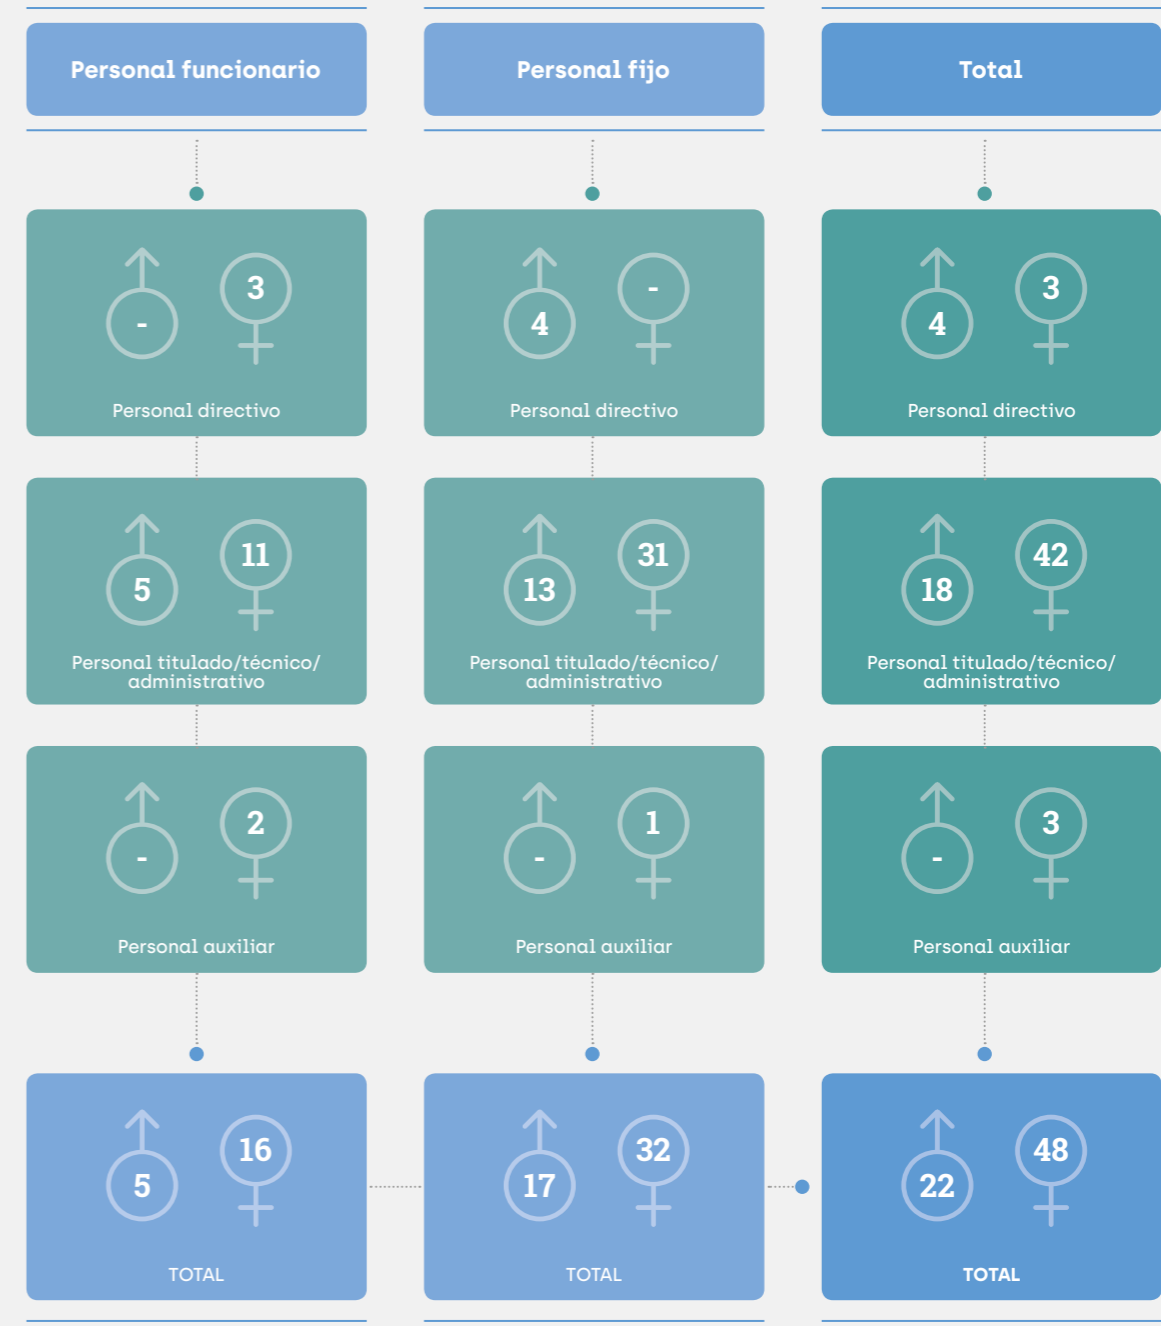 Personal funcionario
Personal fijo
Total
- 3
Personal directivo
4 -
Personal directivo
4 3
Personal directivo
5 11
Personal titulado/técnico/
administrativo
13 31
Personal titulado/técnico/
administrativo
18 42
Personal titulado/técnico/
administrativo
- 2
Personal auxiliar
- 1
Personal auxiliar
- 3
Personal auxiliar
5 16
TOTAL
17 32
TOTAL
22 48
TOTAL